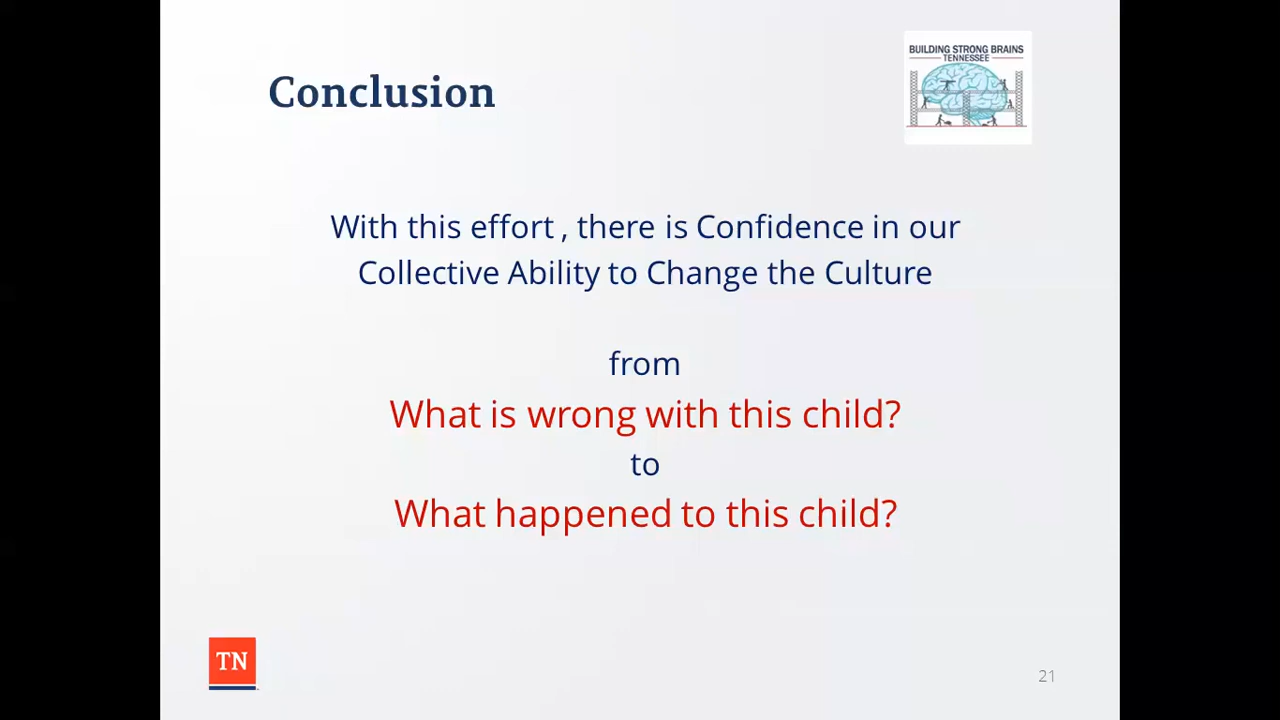 BUILDING STRONG BRAINS
TENNESSEE
Conclusion
With this effort , there is Confidence in our
Collective Ability to Change the Culture
from
What is wrong with this child?
to
What happened to this child?
TN
21